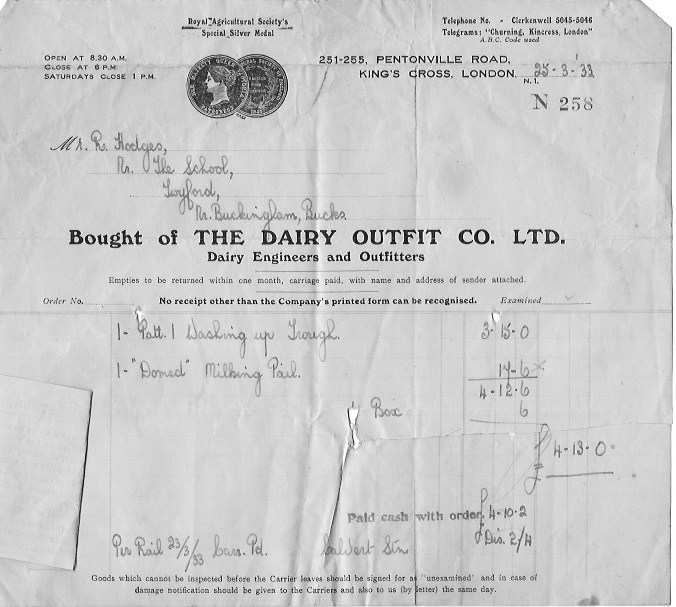 Royal Agricultural Society's
Special Silver Medal
Telephone No. - Clerkenwell 5045-5046
Telegrams: "Churning, Kincross, London"
A.B.C. Code used
OPEN AT 8.30 A.M.
CLOSE AT 6 P.M.
SATURDAYS CLOSE 1 P.M.
251-255, PENTONVILLE ROAD,
KING'S CROSS, LONDON,
N.1.
25-3-33
N 258
Mr. R. Hodges,
Nr. The School,
Twyford,
Nr. Buckingham, Bucks.
Bought of THE DAIRY OUTFIT CO. LTD.
Dairy Engineers and Outfitters
Empties to be returned within one month, carriage paid, with name and address of sender attached.
Order No. No receipt other than the Company's printed form can be recognised. Examined
1- Patt. 1 Washing up Trough. 3-15-0
1- "Domed" Milking Pail. 17-6
4-12-6
Box 6
£4-13-0
Paid cash with order £4-10-2
Dis. 2/4
Per Rail 23/3/33 Carr. Pd. Calvert Stn
Goods which cannot be inspected before the Carrier leaves should be signed for as "unexamined" and in case of
damage notification should be given to the Carriers and also to us (by letter) the same day.